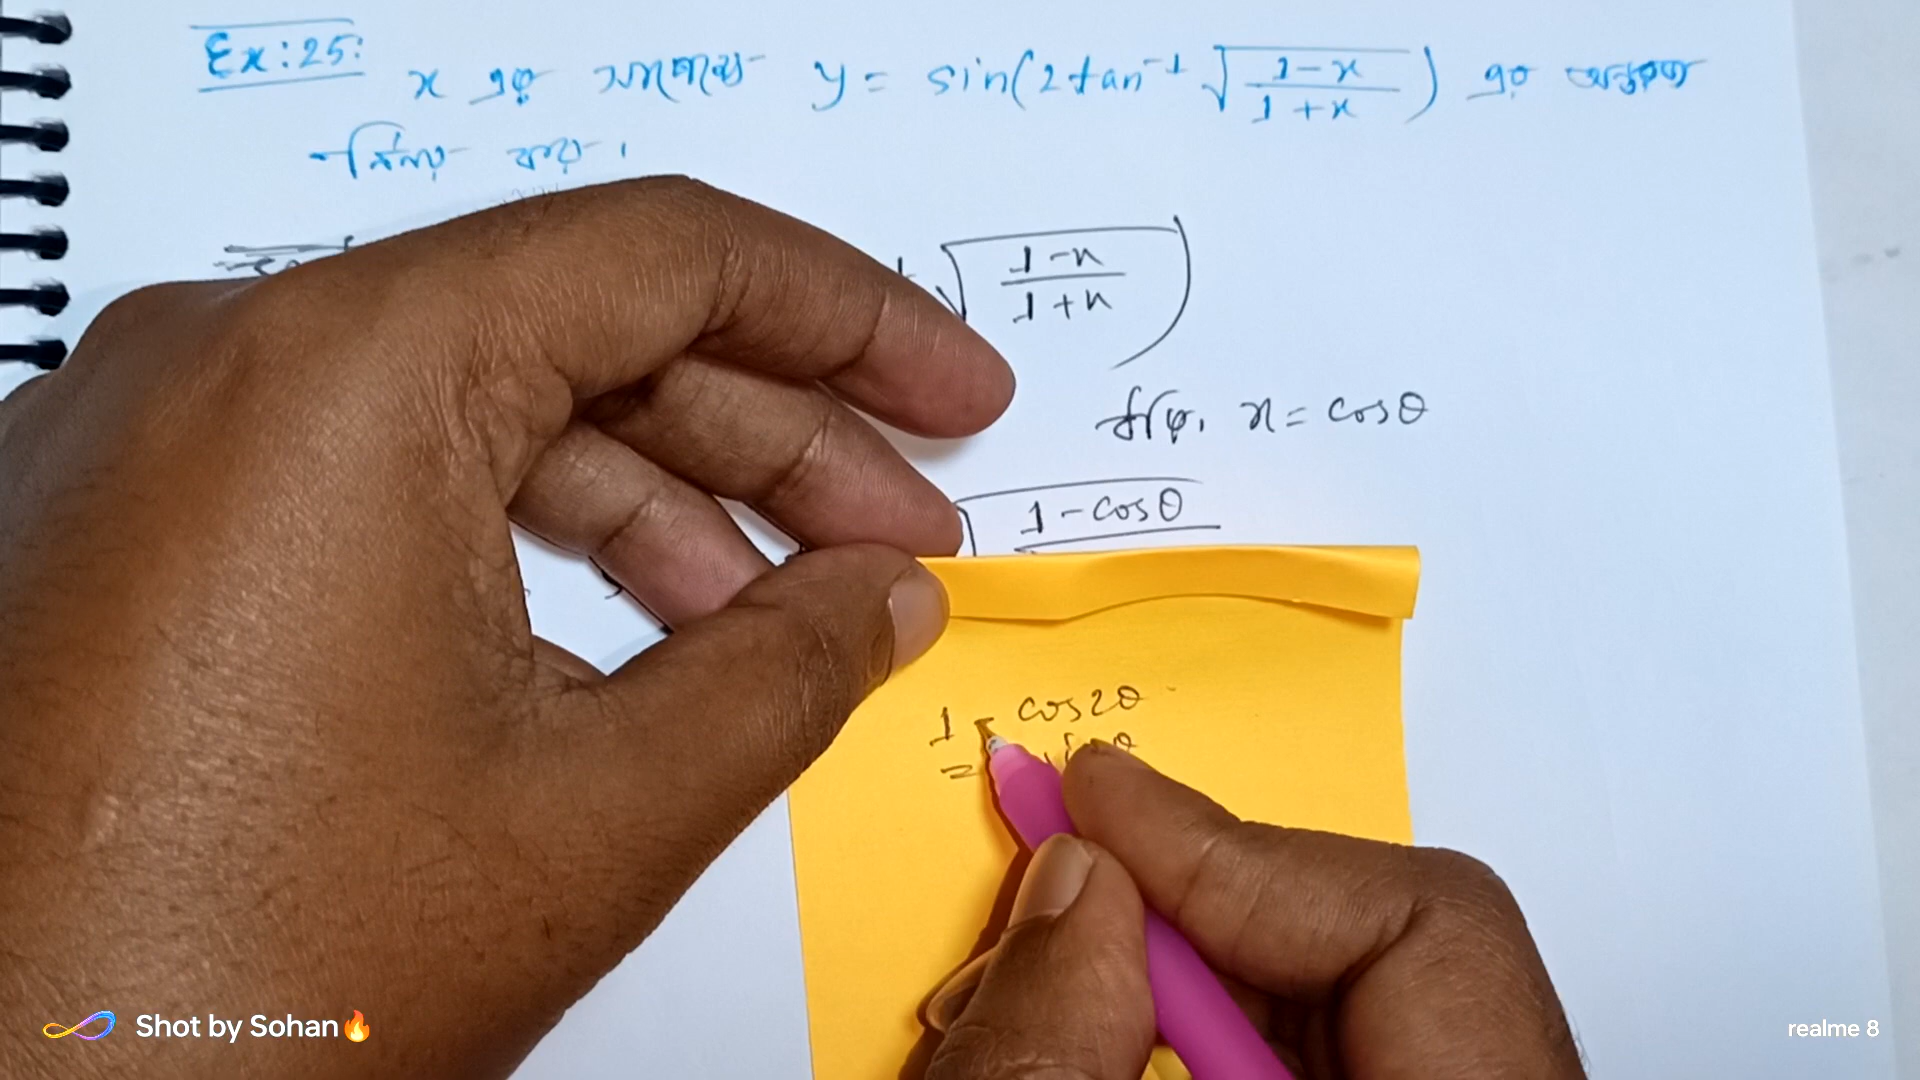 Ex:25:
x এর সাপেক্ষে y = sin(2tan⁻¹ √((1-x)/(1+x))) এর অন্তরজ
নির্ণয় কর।
√((1-x)/(1+x)))
ধরি, x = cosθ
1-cosθ
1 - cos2θ
=
Shot by Sohan🔥
realme 8